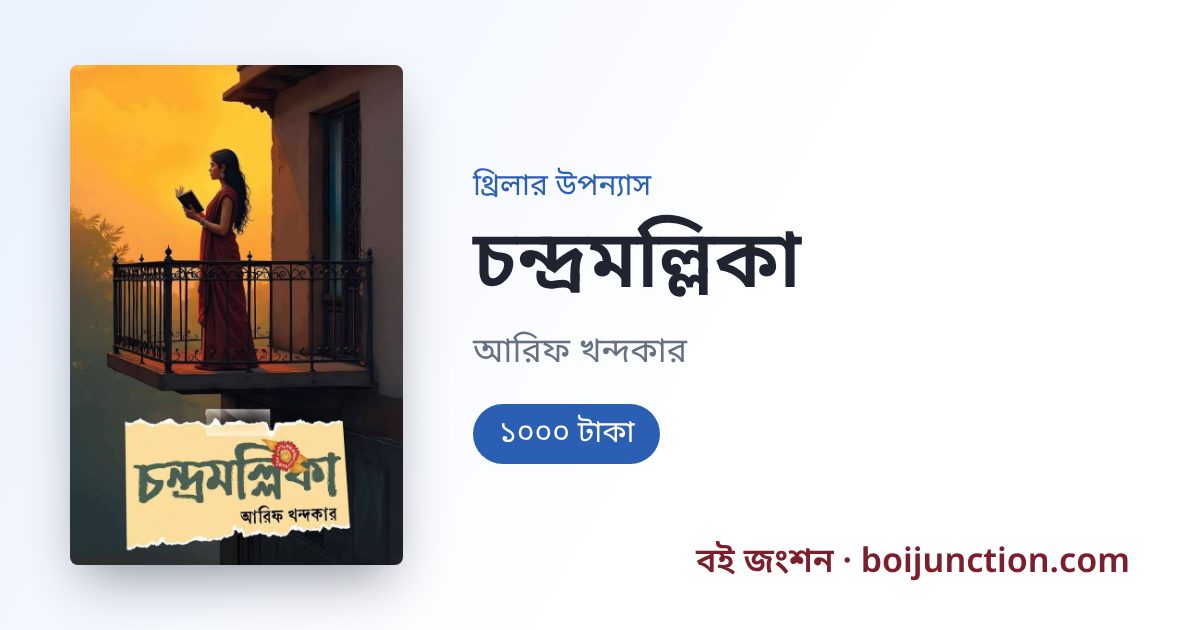 চন্দ্রমল্লিকা
আরিফ খন্দকার
থ্রিলার উপন্যাস
চন্দ্রমল্লিকা
আরিফ খন্দকার
১০০০ টাকা
বই জংশন · boijunction.com